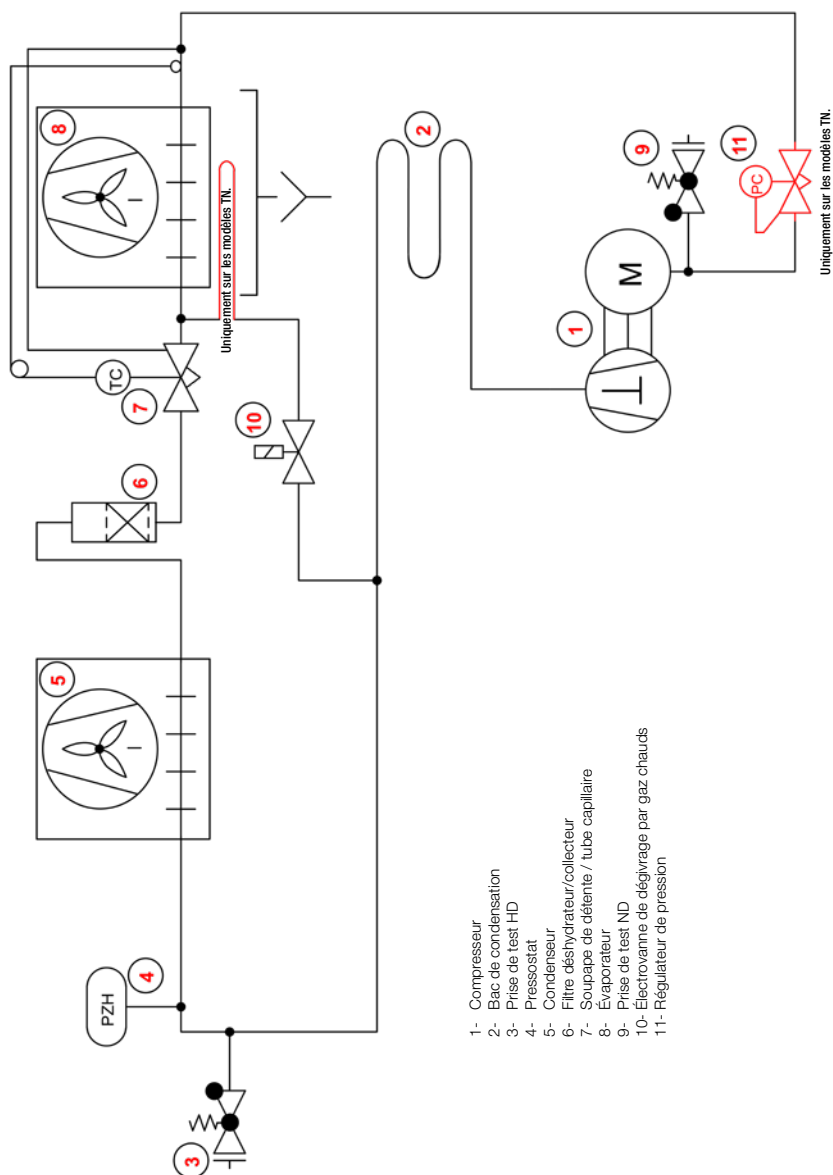 8
Uniquement sur les modèles TN.
2
9
11
PC
Uniquement sur les modèles TN.
M
1
TC
7
10
6
5
PZH
4
3
1- Compresseur
2- Bac de condensation
3- Prise de test HD
4- Pressostat
5- Condenseur
6- Filtre déshydrateur/collecteur
7- Soupape de détente / tube capillaire
8- Évaporateur
9- Prise de test ND
10- Électrovanne de dégivrage par gaz chauds
11- Régulateur de pression